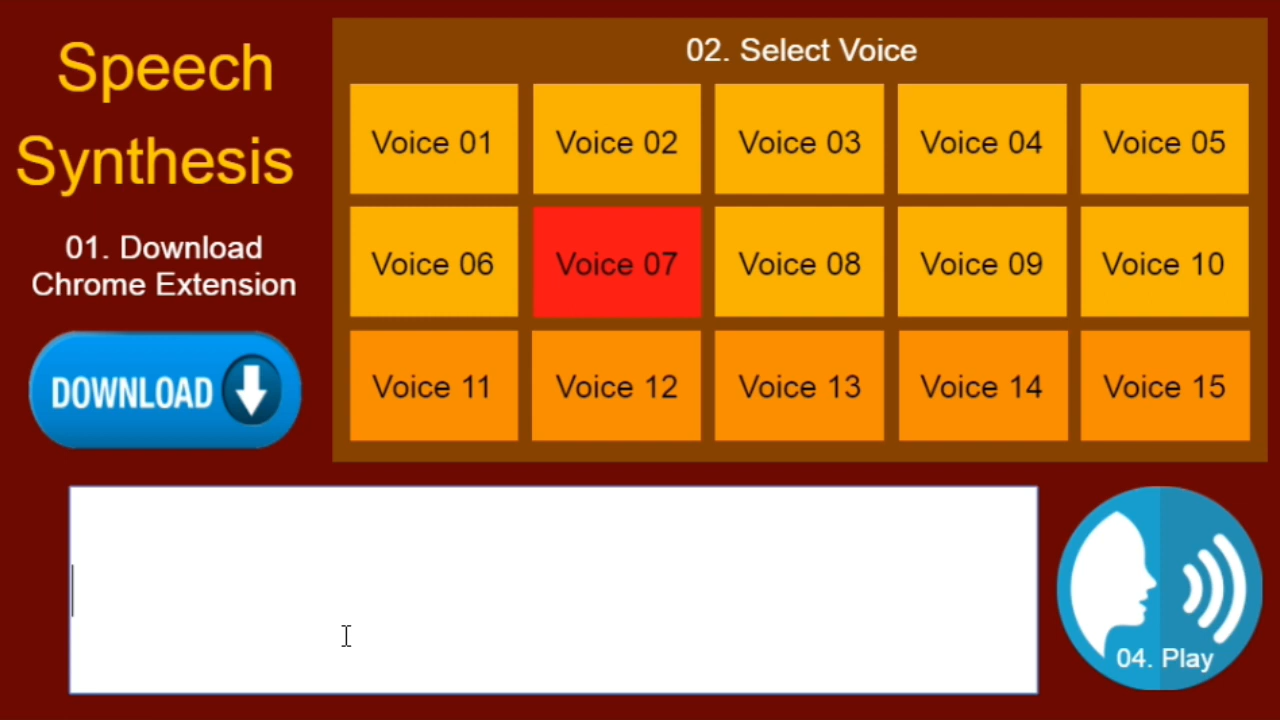 Speech
Synthesis
01. Download
Chrome Extension
DOWNLOAD
02. Select Voice
Voice 01
Voice 02
Voice 03
Voice 04
Voice 05
Voice 06
Voice 07
Voice 08
Voice 09
Voice 10
Voice 11
Voice 12
Voice 13
Voice 14
Voice 15
04. Play